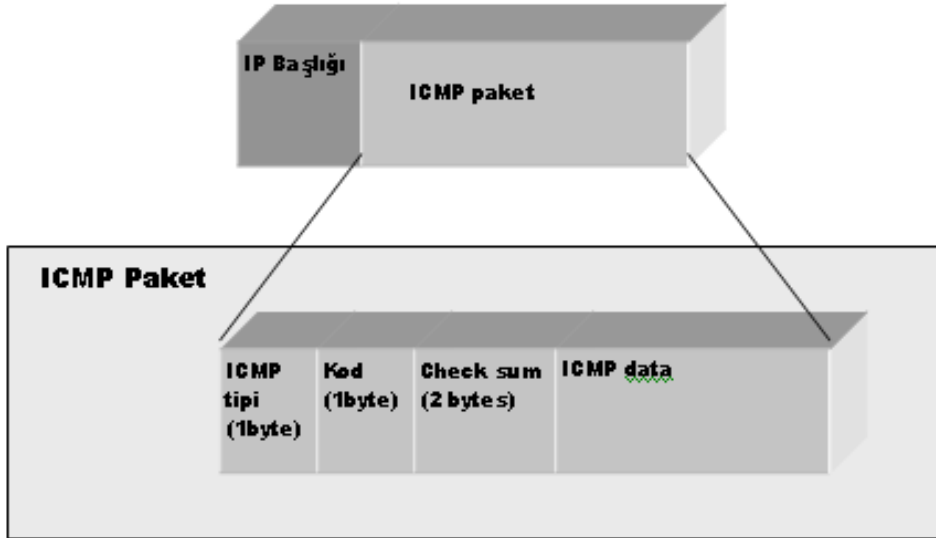 IP Başlığı
ICMP paket
ICMP Paket
ICMP
tipi
(1byte)
Kod
(1byte)
Check sum
(2 bytes)
ICMP data